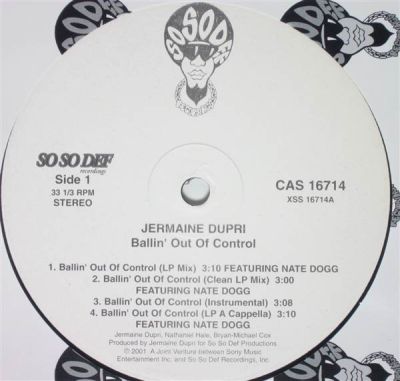 SO SO DEF
SO SO DEF
recordings
Side 1
33 1/3 RPM
STEREO
CAS 16714
XSS 16714A
JERMAINE DUPRI
Ballin' Out Of Control
1. Ballin' Out Of Control (LP Mix) 3:10 FEATURING NATE DOGG
2. Ballin' Out Of Control (Clean LP Mix) 3:00
FEATURING NATE DOGG
3. Ballin' Out Of Control (Instrumental) 3:08
4. Ballin' Out Of Control (LP A Cappella) 3:10
FEATURING NATE DOGG
Jermaine Dupri, Nathaniel Hale, Bryan-Michael Cox
Produced by Jermaine Dupri for So So Def Productions
© 2001 A Joint Venture between Sony Music
Entertainment Inc. and So So Def Recordings, Inc.